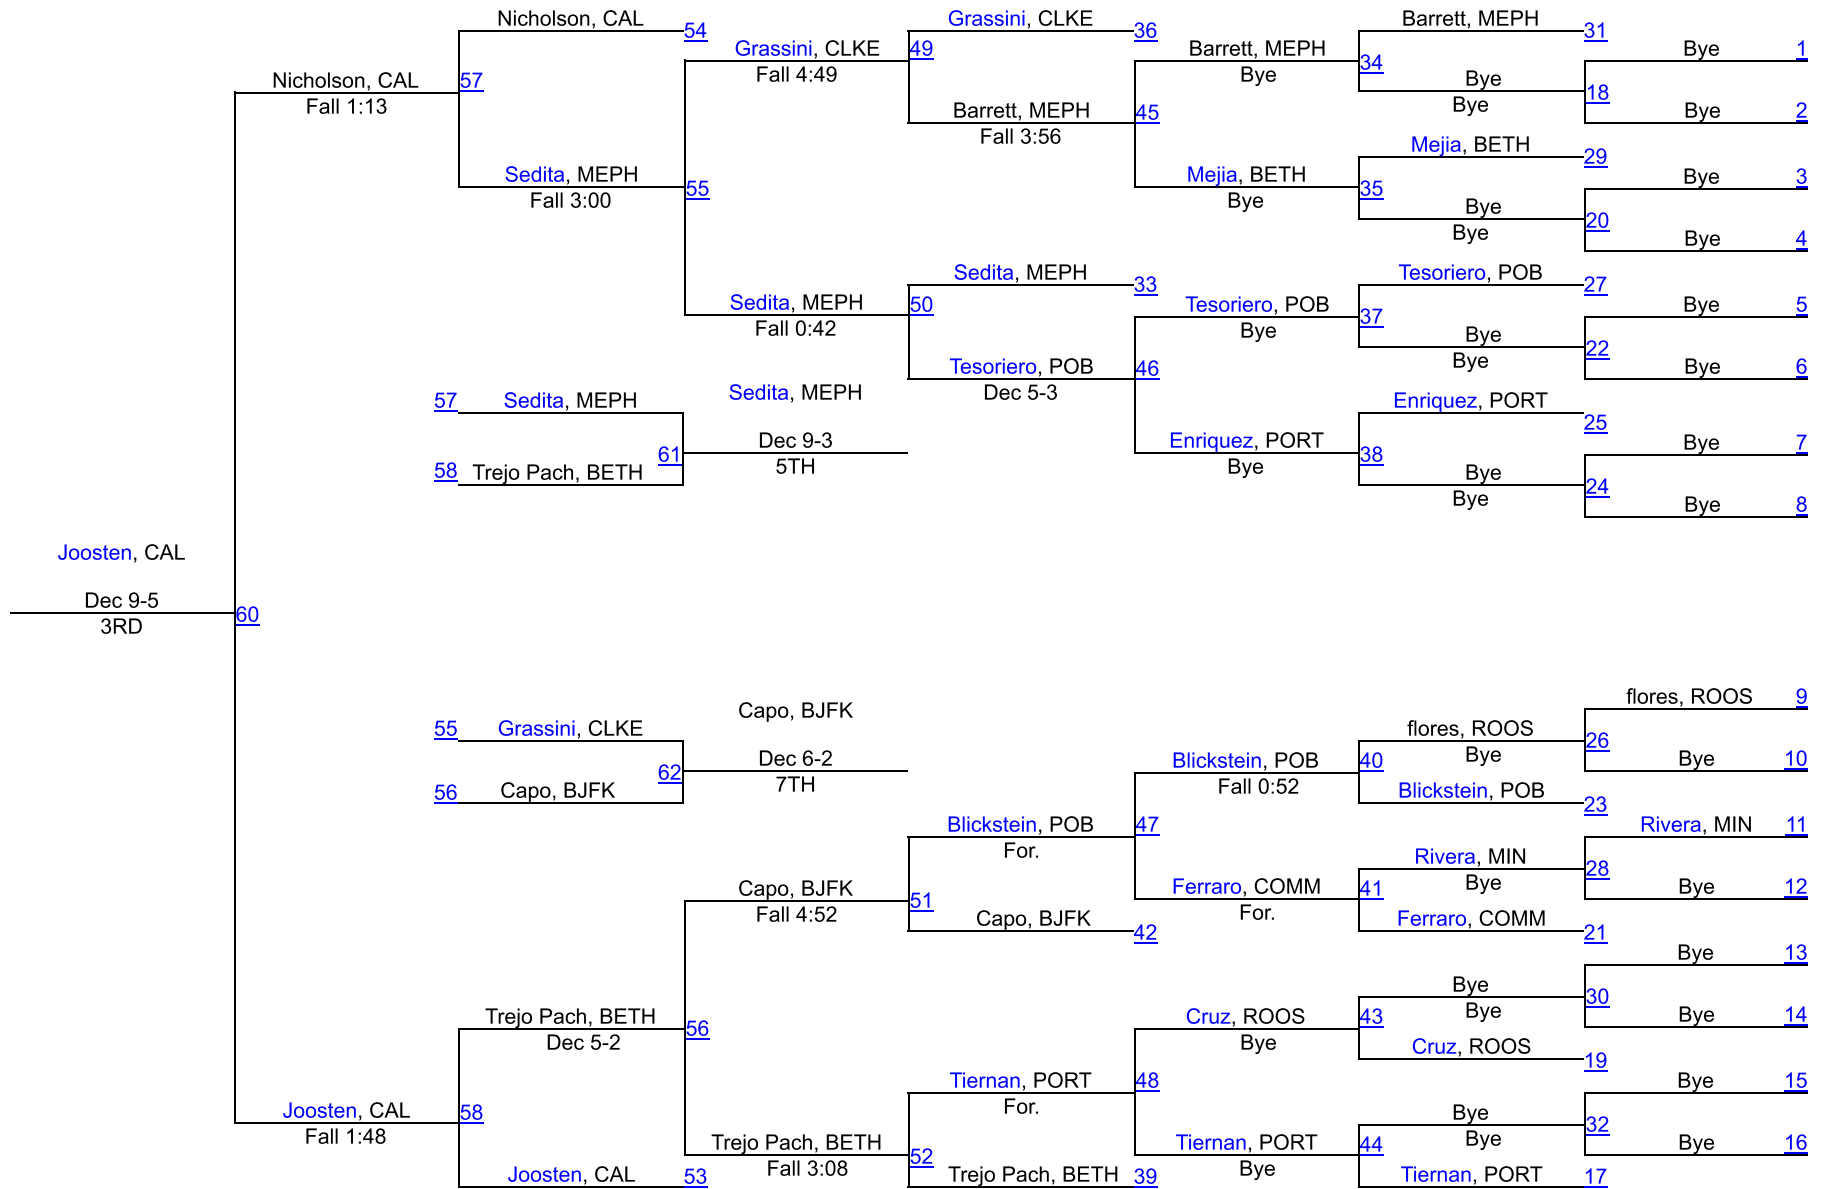 Nicholson, CAL
54
Grassini, CLKE
36
Barrett, MEPH
31
Grassini, CLKE
Fall 4:49
49
Barrett, MEPH
Bye
34
Bye
1
Nicholson, CAL
Fall 1:13
57
Bye
Bye
18
Barrett, MEPH
Fall 3:56
45
Bye
2
Mejia, BETH
29
Sedita, MEPH
Fall 3:00
55
Mejia, BETH
Bye
35
Bye
3
Bye
Bye
20
Bye
4
Sedita, MEPH
33
Tesoriero, POB
27
Sedita, MEPH
Fall 0:42
50
Tesoriero, POB
Bye
37
Bye
5
Bye
Bye
22
Tesoriero, POB
Dec 5-3
46
Bye
6
57
Sedita, MEPH
Sedita, MEPH
Enriquez, PORT
25
61
Dec 9-3
5TH
Enriquez, PORT
Bye
38
Bye
7
58
Trejo Pach, BETH
Bye
Bye
24
Bye
8
Joosten, CAL
Dec 9-5
3RD
60
flores, ROOS
9
55
Grassini, CLKE
Capo, BJFK
flores, ROOS
Bye
26
62
Dec 6-2
7TH
Blickstein, POB
Fall 0:52
40
Bye
10
56
Capo, BJFK
Blickstein, POB
23
Blickstein, POB
For.
47
Rivera, MIN
11
Rivera, MIN
Bye
28
Capo, BJFK
Fall 4:52
51
Ferraro, COMM
For.
41
Bye
12
Capo, BJFK
42
Ferraro, COMM
21
Bye
13
Bye
Bye
30
Trejo Pach, BETH
Dec 5-2
56
Cruz, ROOS
Bye
43
Bye
14
Cruz, ROOS
19
Tiernan, PORT
For.
48
Bye
15
Joosten, CAL
Fall 1:48
58
Bye
Bye
32
Trejo Pach, BETH
Fall 3:08
52
Tiernan, PORT
Bye
44
Bye
16
Joosten, CAL
53
Trejo Pach, BETH
39
Tiernan, PORT
17